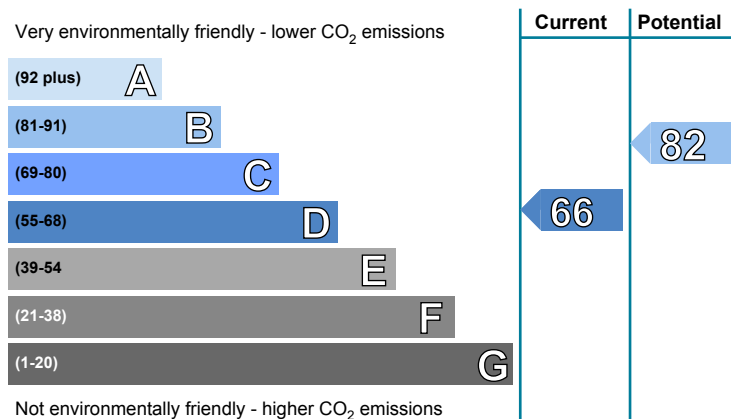 Very environmentally friendly - lower CO₂ emissions
Current
Potential
(92 plus) A
(81-91) B
(69-80) C
(55-68) D
(39-54 E
(21-38) F
(1-20) G
82
66
Not environmentally friendly - higher CO₂ emissions